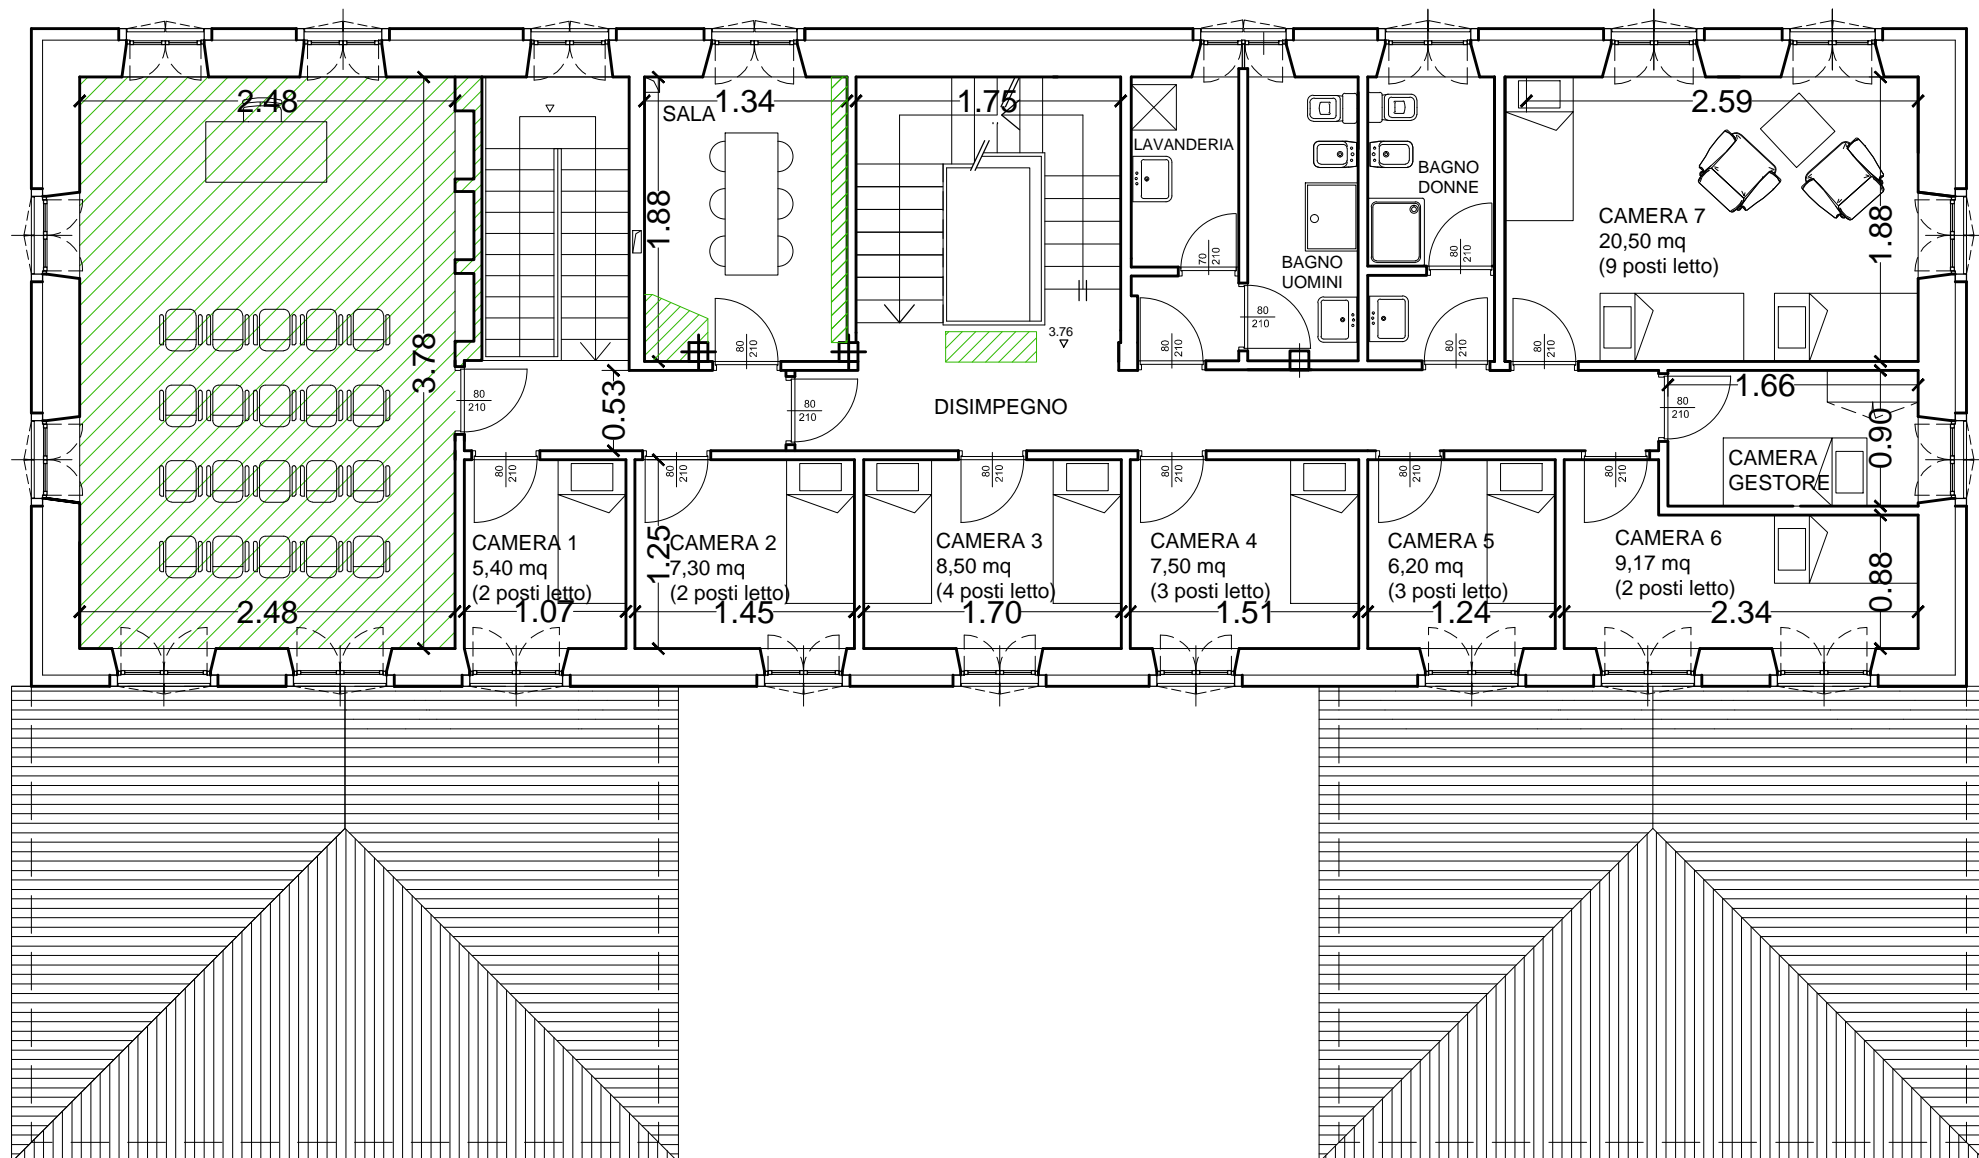 2.48
1.34
1.75
2.59
SALA
LAVANDERIA
BAGNO
DONNE
1.88
CAMERA 7
20,50 mq
(9 posti letto)
1.88
70
210
80
210
BAGNO
UOMINI
80
210
3.76
3.78
80
210
80
210
80
210
80
210
80
210
0.53
80
210
DISIMPEGNO
80
210
1.66
0.90
CAMERA
GESTORE
80
210
80
210
80
210
80
210
80
210
80
210
1.25
CAMERA 1
5,40 mq
(2 posti letto)
CAMERA 2
7,30 mq
(2 posti letto)
CAMERA 3
8,50 mq
(4 posti letto)
CAMERA 4
7,50 mq
(3 posti letto)
CAMERA 5
6,20 mq
(3 posti letto)
CAMERA 6
9,17 mq
(2 posti letto)
0.88
2.48
1.07
1.45
1.70
1.51
1.24
2.34